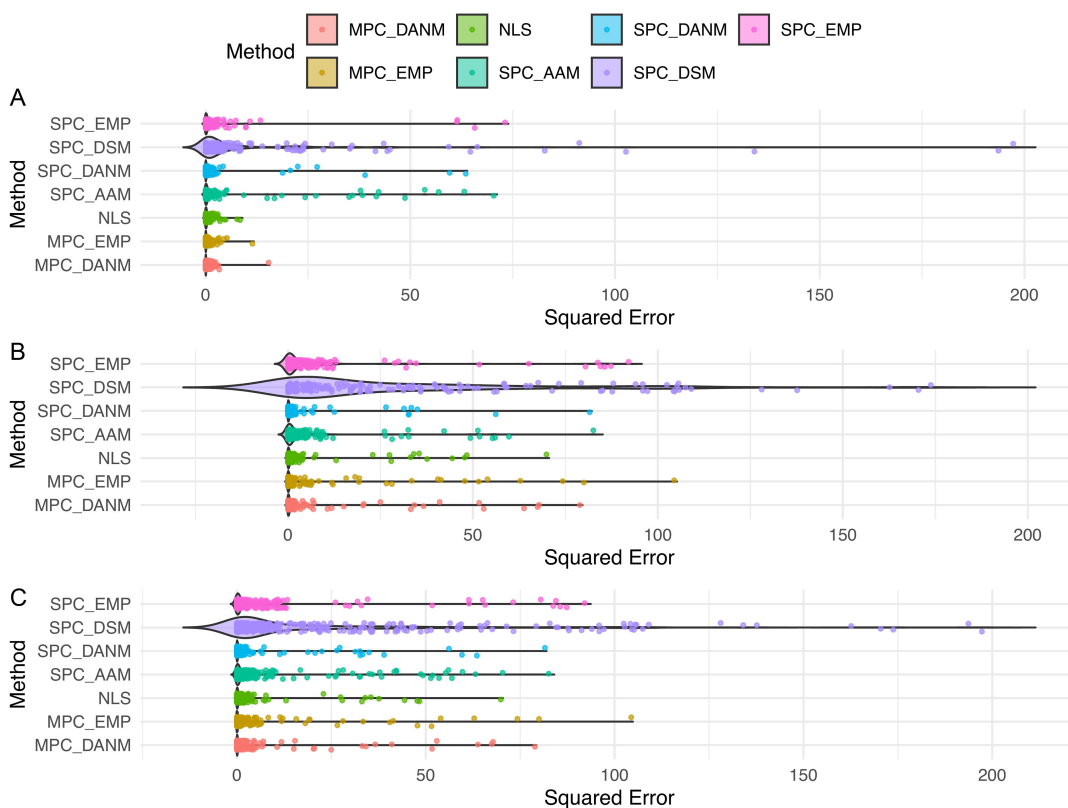 Method
MPC_DANM NLS SPC_DANM SPC_EMP
MPC_EMP SPC_AAM SPC_DSM
A
Method
SPC_EMP
SPC_DSM
SPC_DANM
SPC_AAM
NLS
MPC_EMP
MPC_DANM
0 50 100 150 200
Squared Error
B
Method
SPC_EMP
SPC_DSM
SPC_DANM
SPC_AAM
NLS
MPC_EMP
MPC_DANM
0 50 100 150 200
Squared Error
C
Method
SPC_EMP
SPC_DSM
SPC_DANM
SPC_AAM
NLS
MPC_EMP
MPC_DANM
0 50 100 150 200
Squared Error